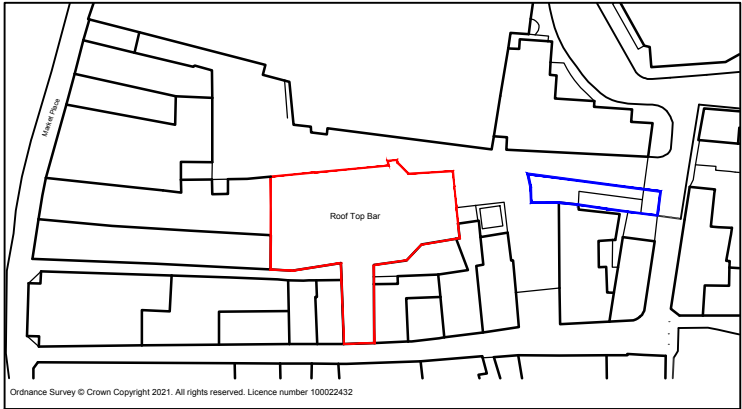 Market Place
Roof Top Bar
Ordnance Survey © Crown Copyright 2021. All rights reserved. Licence number 100022432